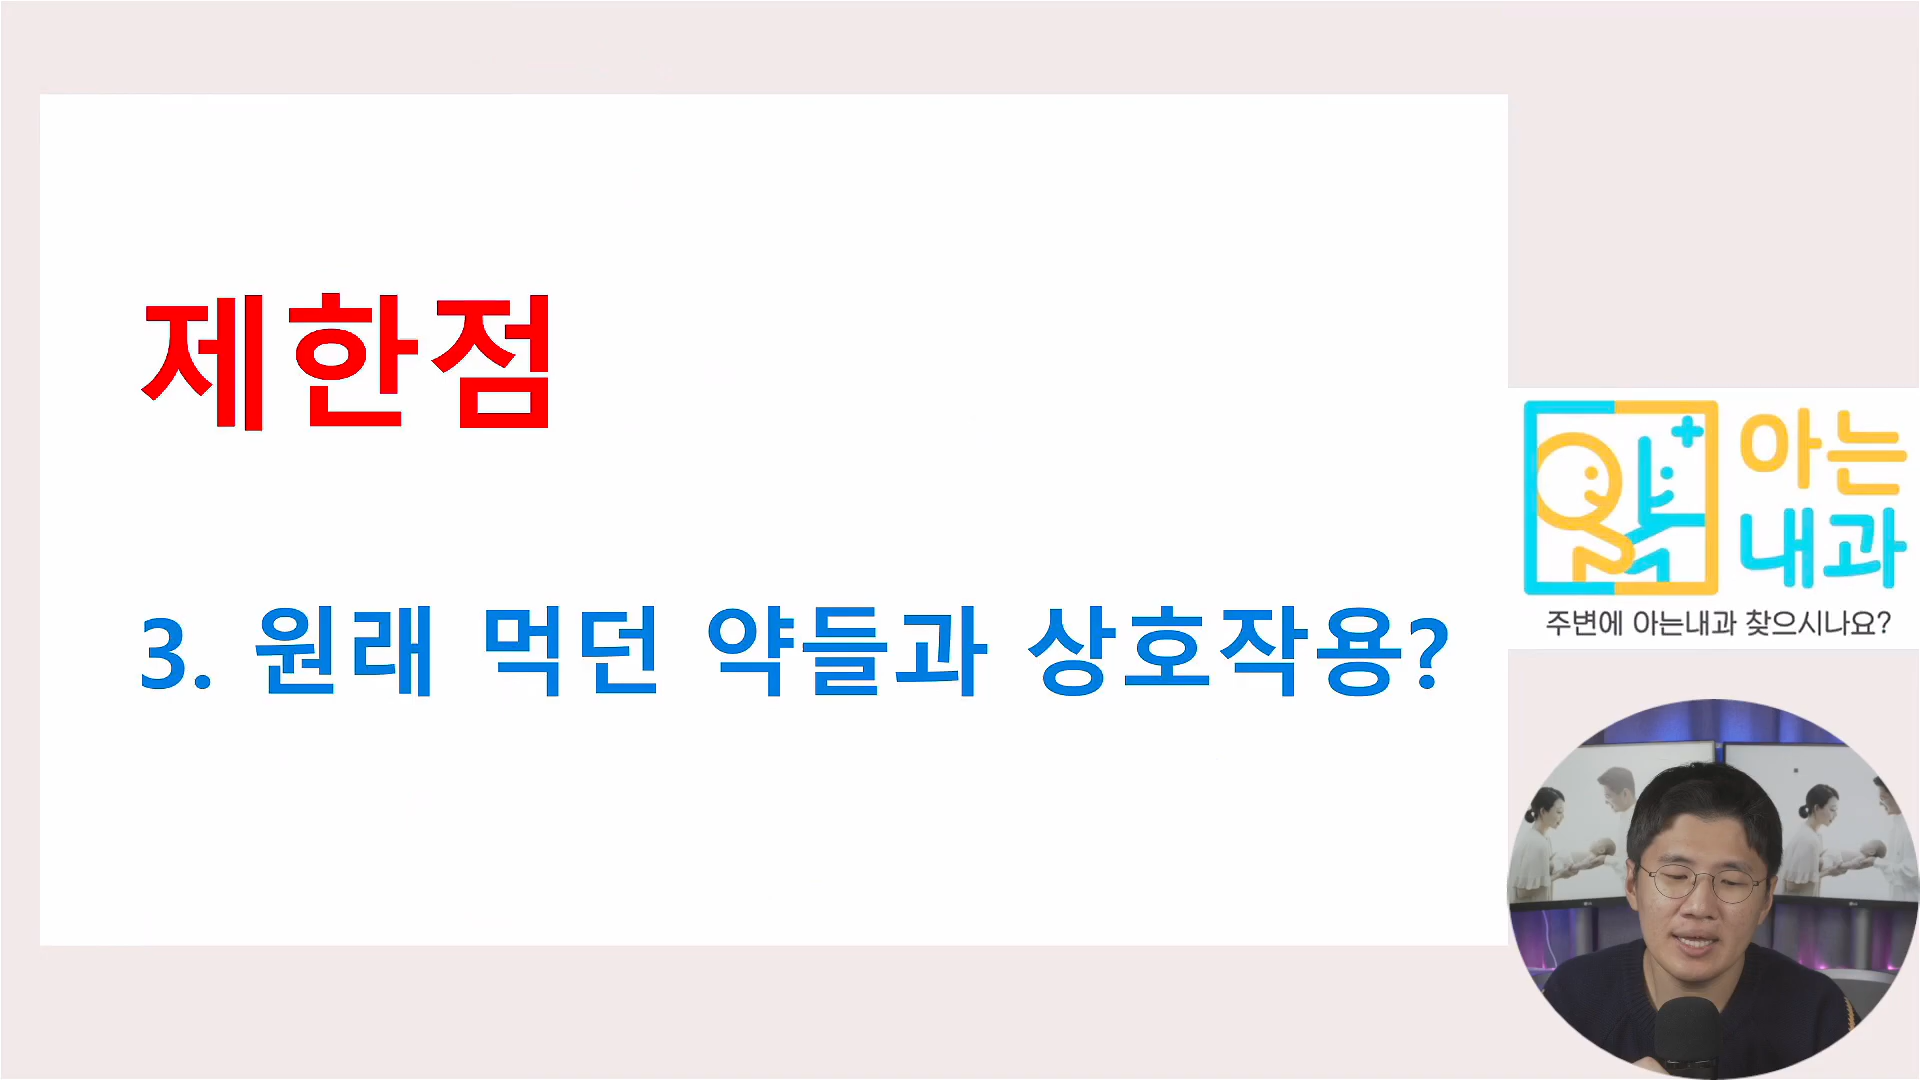 제한점
3. 원래 먹던 약들과 상호작용?
아는
내과
주변에 아는내과 찾으시나요?